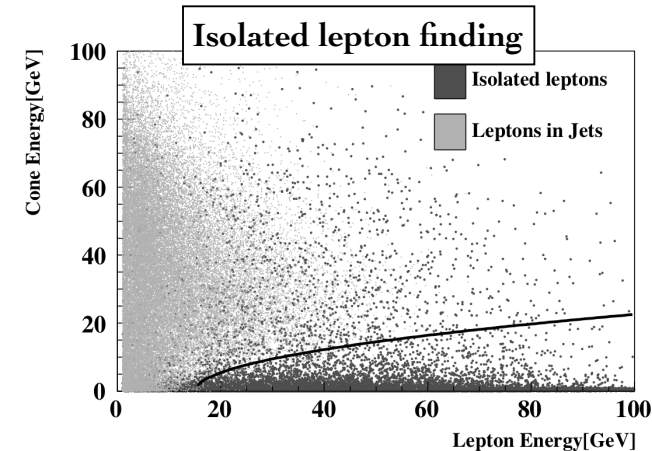 Isolated lepton finding
Cone Energy[GeV]
100
80
60
40
20
0
Isolated leptons
Leptons in Jets
0 20 40 60 80 100
Lepton Energy[GeV]